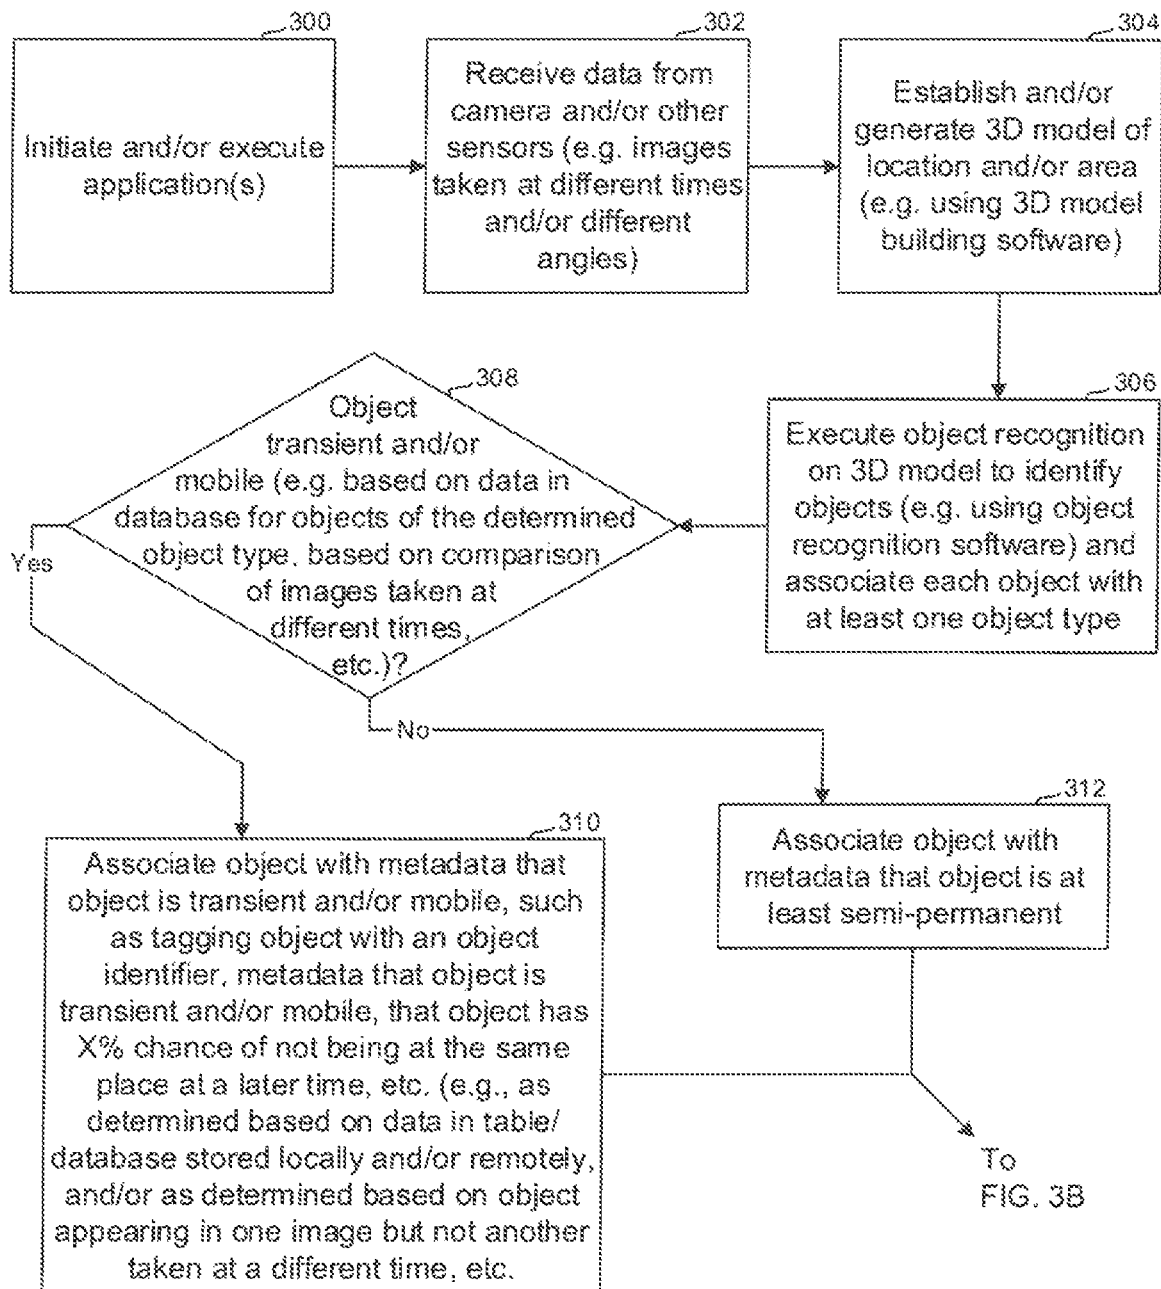 300
Initiate and/or execute
application(s)
302
Receive data from
camera and/or other
sensors (e.g. images
taken at different times
and/or different
angles)
304
Establish and/or
generate 3D model of
location and/or area
(e.g. using 3D model
building software)
306
Execute object recognition
on 3D model to identify
objects (e.g. using object
recognition software) and
associate each object with
at least one object type
308
Object
transient and/or
mobile (e.g. based on data in
database for objects of the determined
object type, based on comparison
of images taken at
different times,
etc.)?
Yes
No
310
Associate object with metadata that
object is transient and/or mobile, such
as tagging object with an object
identifier, metadata that object is
transient and/or mobile, that object has
X% chance of not being at the same
place at a later time, etc. (e.g., as
determined based on data in table/
database stored locally and/or remotely,
and/or as determined based on object
appearing in one image but not another
taken at a different time, etc.
312
Associate object with
metadata that object is at
least semi-permanent
To
FIG. 3B